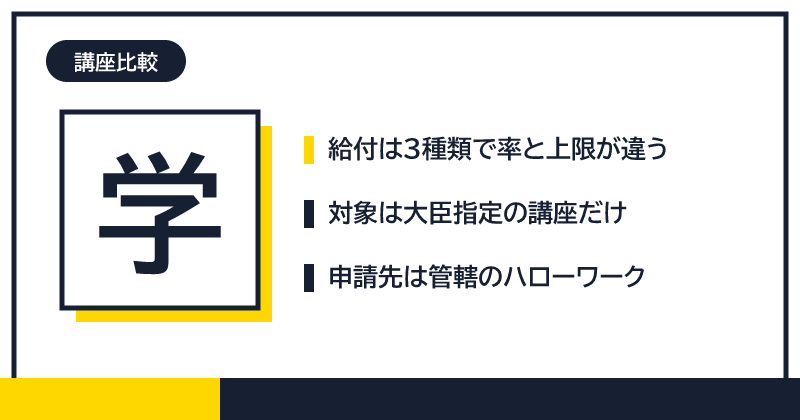 講座比較
学
給付は3種類で率と上限が違う
対象は大臣指定の講座だけ
申請先は管轄のハローワーク